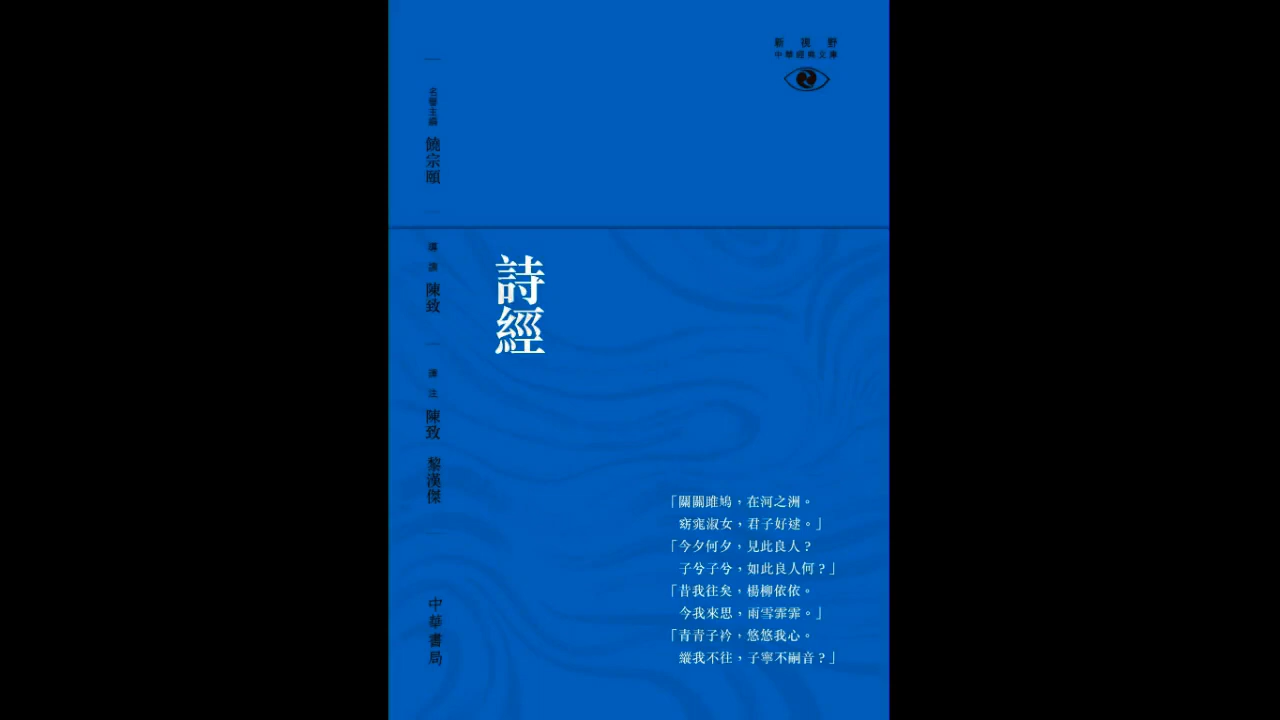 新視野
中華經典文庫
名譽主編
饒宗頤
導讀
陳致
譯注
陳致
黎漢傑
中華書局
詩經
「關關雎鳩，在河之洲。
窈窕淑女，君子好逑。」
「今夕何夕，見此良人？
子兮子兮，如此良人何？」
「昔我往矣，楊柳依依。
今我來思，雨雪霏霏。」
「青青子衿，悠悠我心。
縱我不往，子寧不嗣音？」